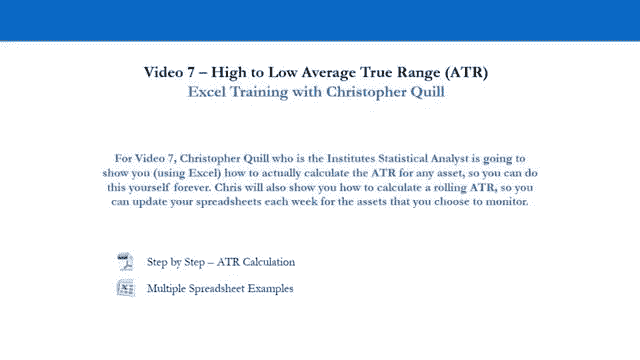 Video 7 – High to Low Average True Range (ATR)
Excel Training with Christopher Quill
For Video 7, Christopher Quill who is the Institutes Statistical Analyst is going to
show you (using Excel) how to actually calculate the ATR for any asset, so you can do
this yourself forever. Chris will also show you how to calculate a rolling ATR, so you
can update your spreadsheets each week for the assets that you choose to monitor.
Step by Step – ATR Calculation
Multiple Spreadsheet Examples